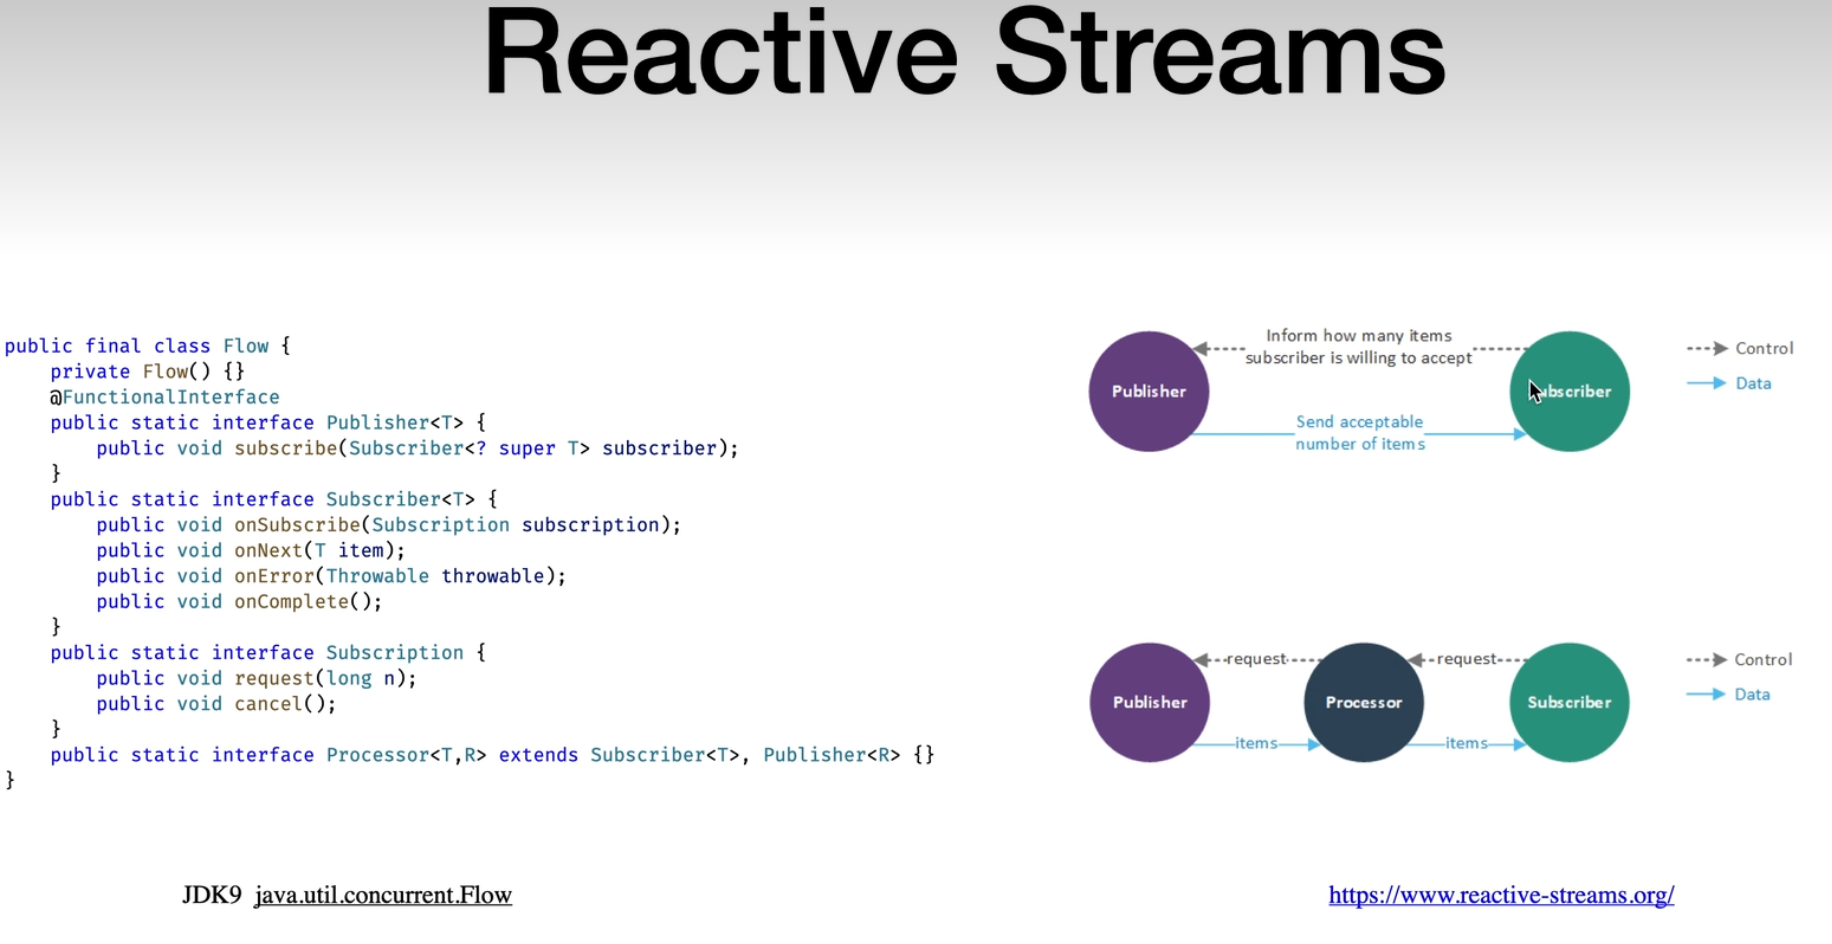 Reactive Streams
public final class Flow {
private Flow() {}
@FunctionalInterface
public static interface Publisher<T> {
public void subscribe(Subscriber<? super T> subscriber);
}
public static interface Subscriber<T> {
public void onSubscribe(Subscription subscription);
public void onNext(T item);
public void onError(Throwable throwable);
public void onComplete();
}
public static interface Subscription {
public void request(long n);
public void cancel();
}
public static interface Processor<T,R> extends Subscriber<T>, Publisher<R> {}
}
JDK9 java.util.concurrent.Flow
Inform how many items
subscriber is willing to accept
Publisher
Subscriber
Send acceptable
number of items
Control
Data
request
request
Publisher
Processor
Subscriber
items
items
Control
Data
https://www.reactive-streams.org/